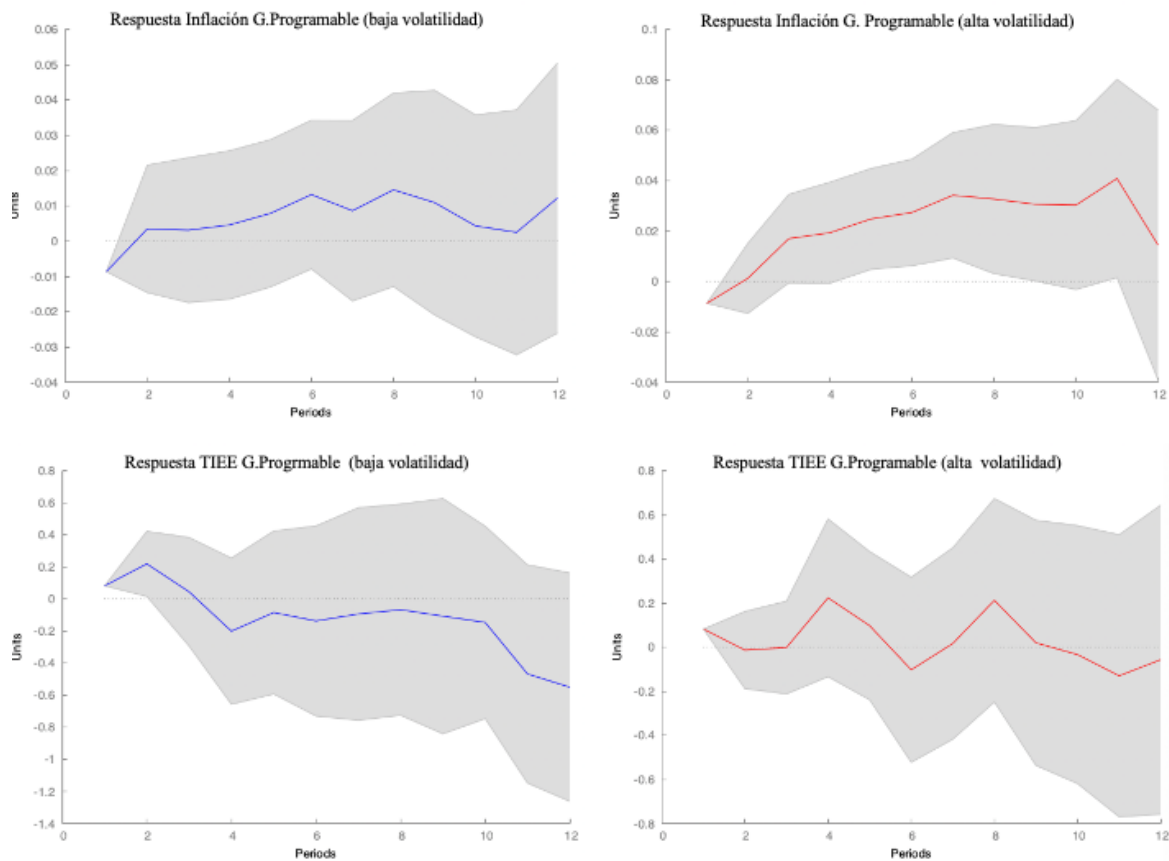 Respuesta Inflación G.Programable (baja volatilidad)
0.06
0.05
0.04
0.03
0.02
0.01
0
-0.01
-0.02
-0.03
-0.04
Units
0 2 4 6 8 10 12
Periods
Respuesta Inflación G. Programable (alta volatilidad)
0.1
0.08
0.06
0.04
0.02
0
-0.02
-0.04
Units
0 2 4 6 8 10 12
Periods
Respuesta TIEE G.Progrmable (baja volatilidad)
0.8
0.6
0.4
0.2
0
-0.2
-0.4
-0.6
-0.8
-1
-1.2
-1.4
Units
0 2 4 6 8 10 12
Periods
Respuesta TIEE G.Programable (alta volatilidad)
0.8
0.6
0.4
0.2
0
-0.2
-0.4
-0.6
-0.8
Units
0 2 4 6 8 10 12
Periods